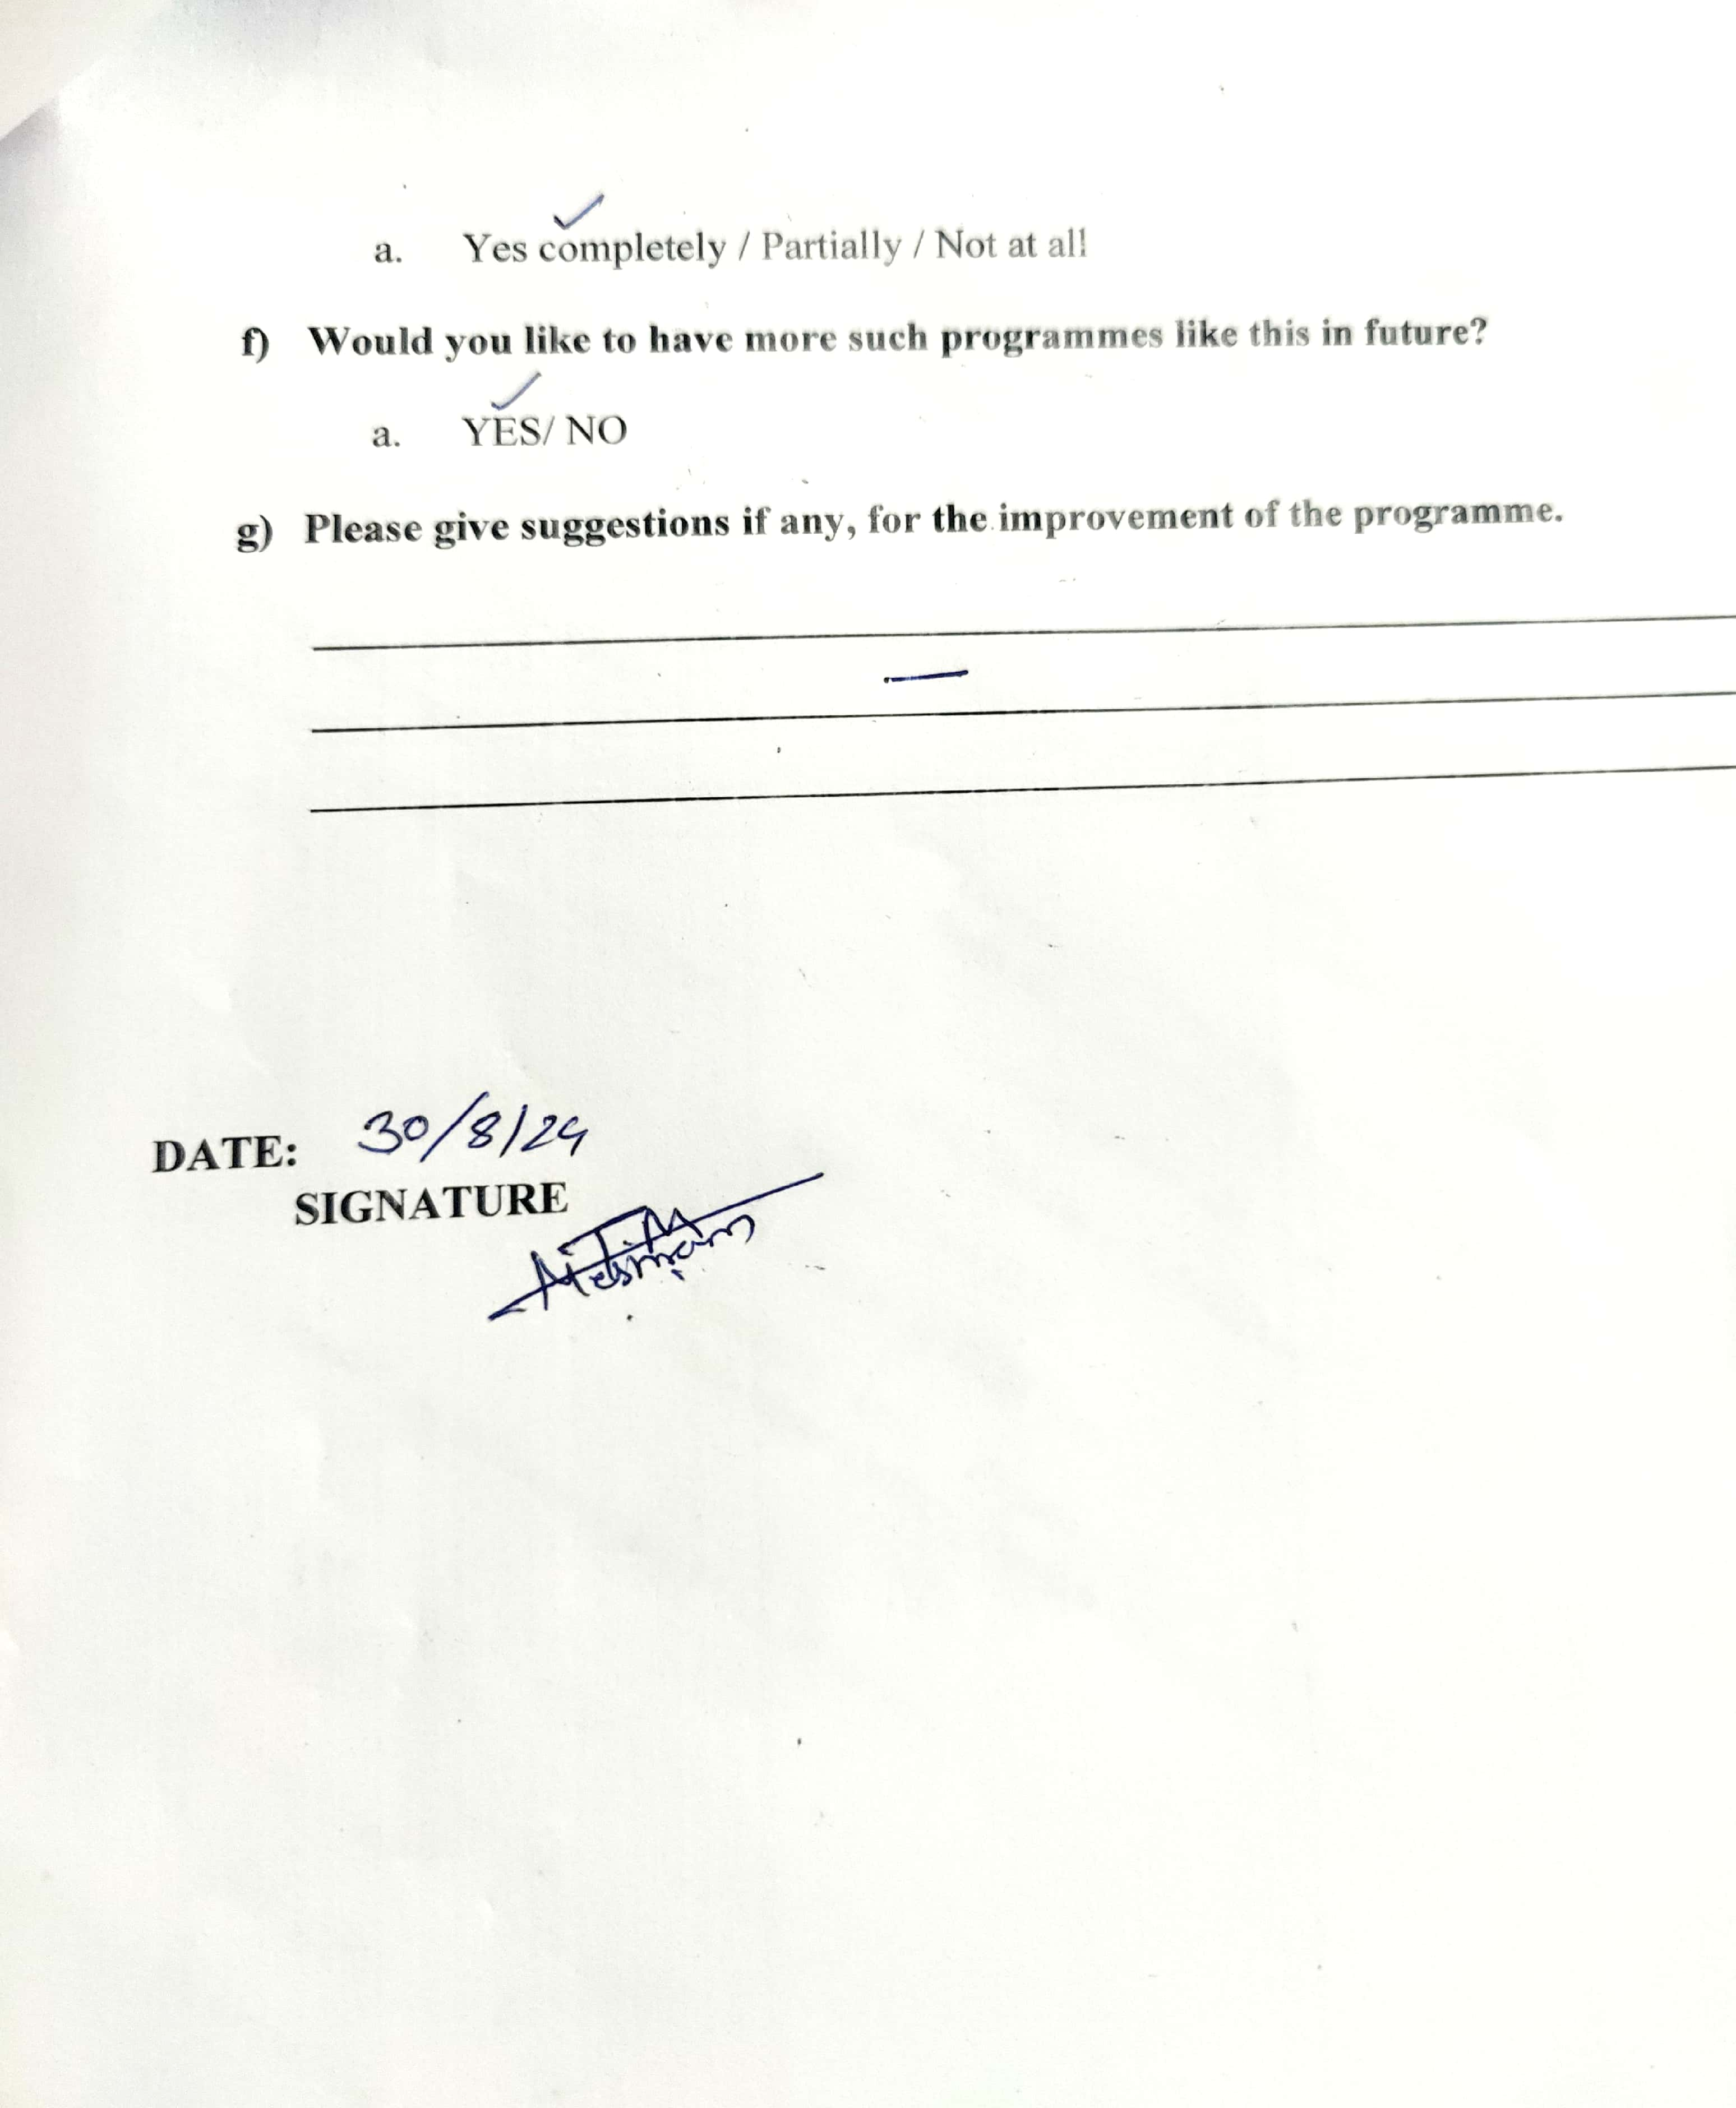 a. Yes completely / Partially / Not at all
f) Would you like to have more such programmes like this in future?
a. YES/ NO
g) Please give suggestions if any, for the improvement of the programme.
—
DATE: 30/8/24
SIGNATURE